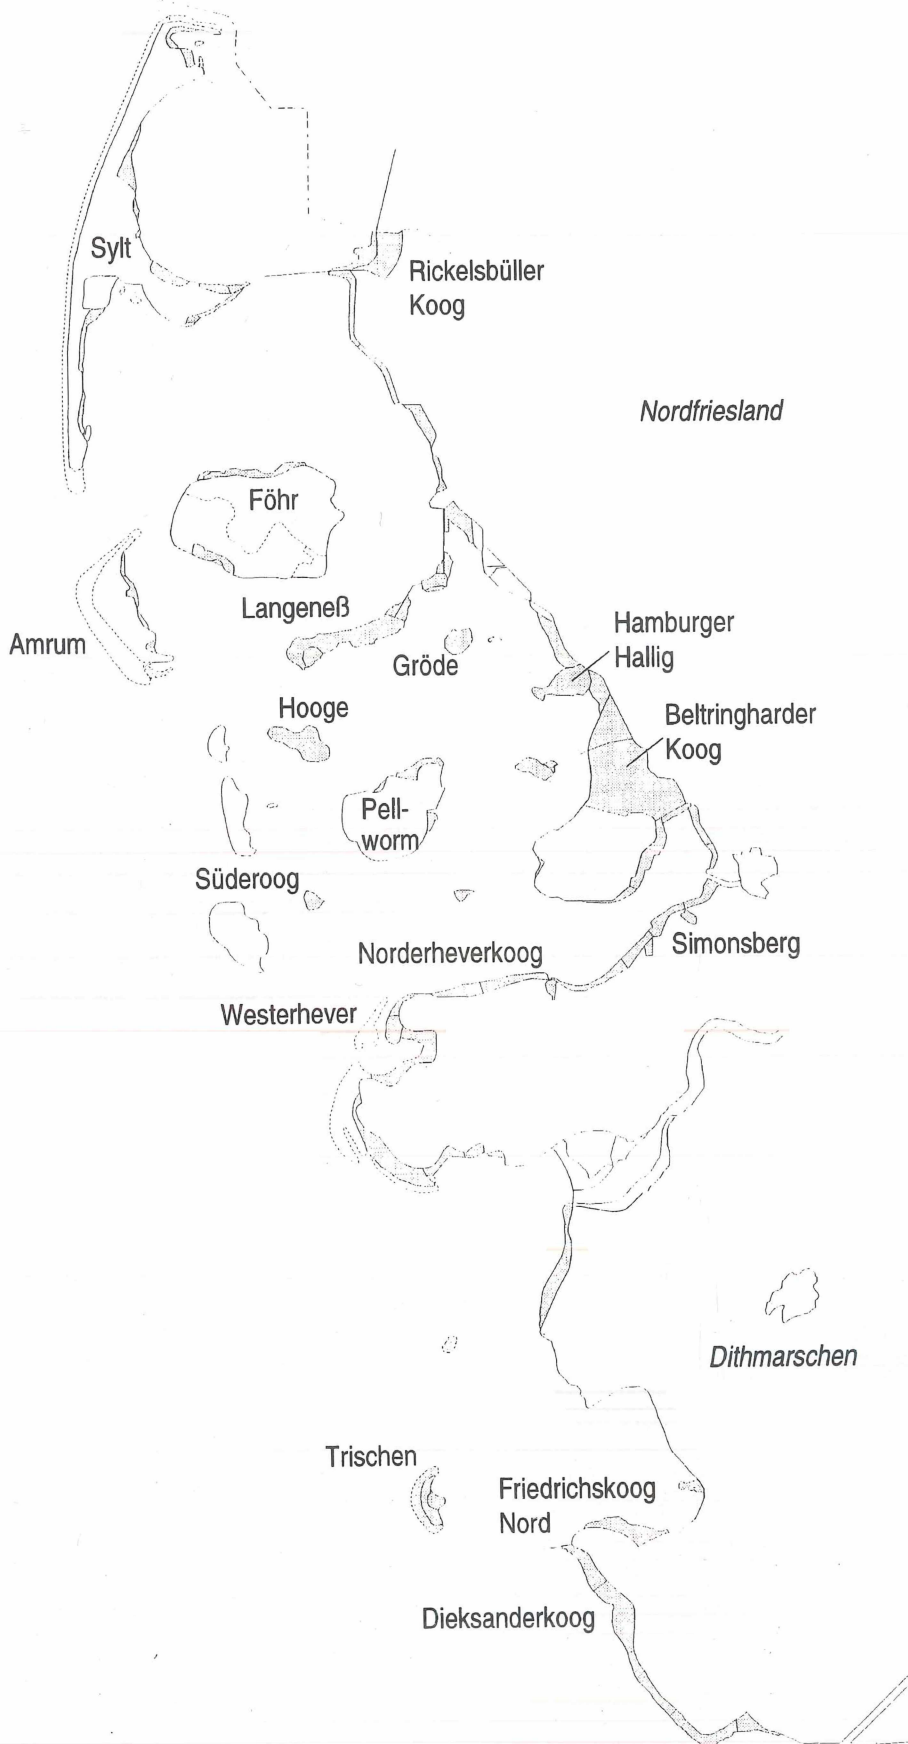 Sylt
Rickelsbüller
Koog
Nordfriesland
Föhr
Langeneß
Amrum
Gröde
Hamburger
Hallig
Hooge
Beltringharder
Koog
Pell-
worm
Süderoog
Norderheverkoog
Simonsberg
Westerhever
Dithmarschen
Trischen
Friedrichskoog
Nord
Dieksanderkoog